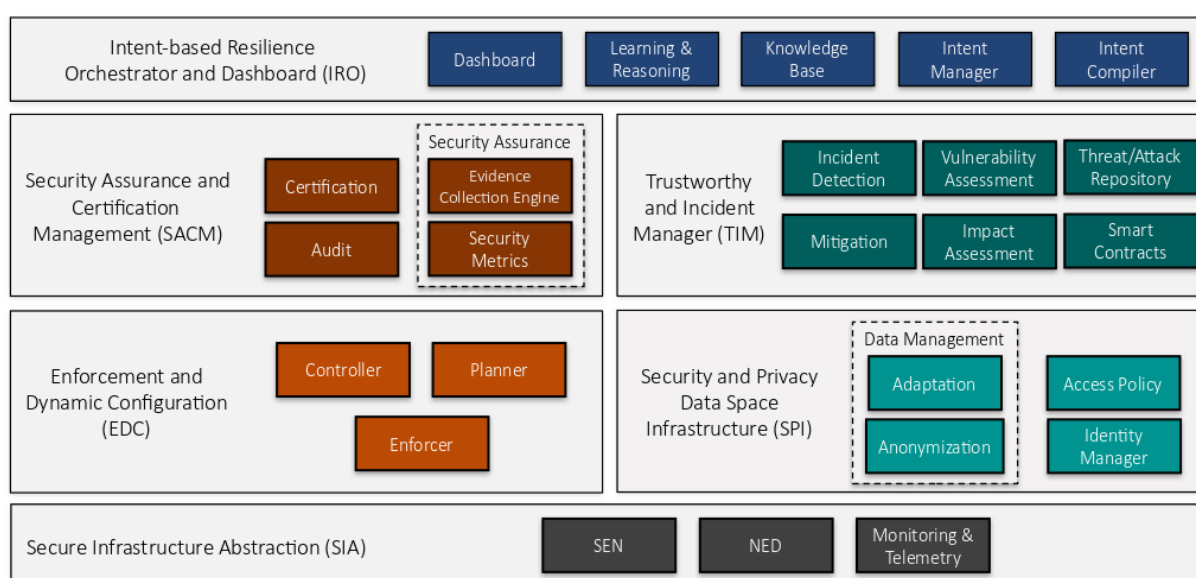 Intent-based Resilience
Orchestrator and Dashboard (IRO)
Dashboard
Learning &
Reasoning
Knowledge
Base
Intent
Manager
Intent
Compiler
Security Assurance and
Certification
Management (SACM)
Certification
Audit
Security Assurance
Evidence
Collection Engine
Security
Metrics
Trustworthy
and Incident
Manager (TIM)
Incident
Detection
Vulnerability
Assessment
Threat/Attack
Repository
Mitigation
Impact
Assessment
Smart
Contracts
Enforcement and
Dynamic Configuration
(EDC)
Controller
Planner
Enforcer
Security and Privacy
Data Space
Infrastructure (SPI)
Data Management
Adaptation
Anonymization
Access Policy
Identity
Manager
Secure Infrastructure Abstraction (SIA)
SEN
NED
Monitoring &
Telemetry